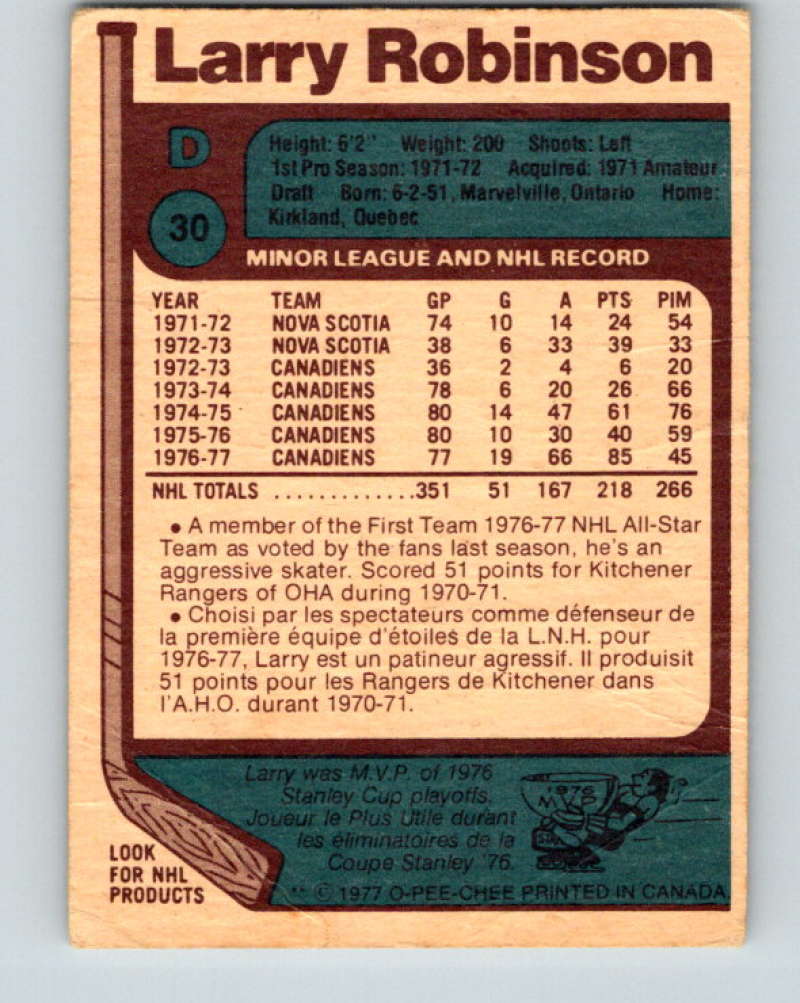 Larry Robinson
D
30
Height: 6'2" Weight: 200 Shoots: Left
1st Pro Season: 1971-72 Acquired: 1971 Amateur
Draft Born: 6-2-51, Marvelville, Ontario Home:
Kirkland, Quebec
MINOR LEAGUE AND NHL RECORD
YEAR TEAM GP G A PTS PIM
1971-72 NOVA SCOTIA 74 10 14 24 54
1972-73 NOVA SCOTIA 38 6 33 39 33
1972-73 CANADIENS 36 2 4 6 20
1973-74 CANADIENS 78 6 20 26 66
1974-75 CANADIENS 80 14 47 61 76
1975-76 CANADIENS 80 10 30 40 59
1976-77 CANADIENS 77 19 66 85 45
NHL TOTALS .............351 51 167 218 266
• A member of the First Team 1976-77 NHL All-Star
Team as voted by the fans last season, he's an
aggressive skater. Scored 51 points for Kitchener
Rangers of OHA during 1970-71.
• Choisi par les spectateurs comme défenseur de
la première équipe d'étoiles de la L.N.H. pour
1976-77, Larry est un patineur agressif. Il produisit
51 points pour les Rangers de Kitchener dans
l'A.H.O. durant 1970-71.
Larry was M.V.P. of 1976
Stanley Cup playoffs.
Joueur le Plus Utile durant
les éliminatoires de la
Coupe Stanley '76.
1976
MVP
LOOK
FOR NHL
PRODUCTS
** © 1977 O-PEE-CHEE PRINTED IN CANADA